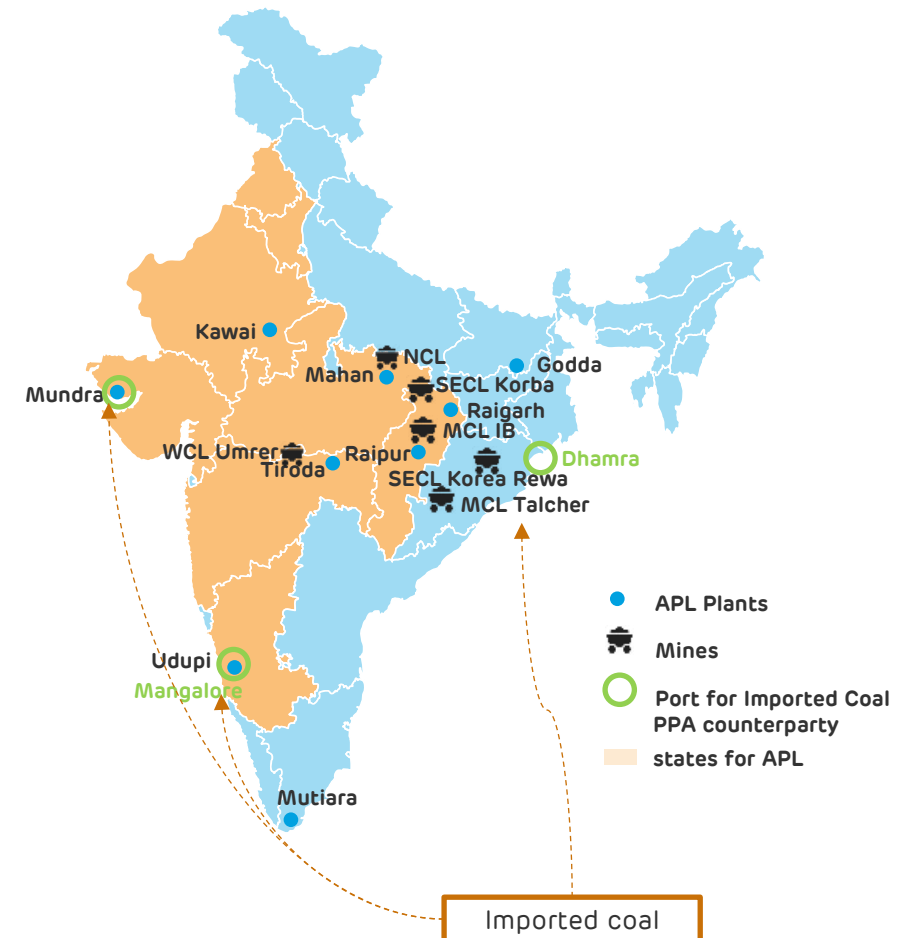 Kawai
NCL
Mahan
Godda
SECL Korba
Mundra
Raigarh
MCL IB
WCL Umrer
Raipur
Dhamra
Tiroda
SECL Korea Rewa
MCL Talcher
APL Plants
Mines
Udupi
Mangalore
Port for Imported Coal
PPA counterparty
states for APL
Mutiara
Imported coal